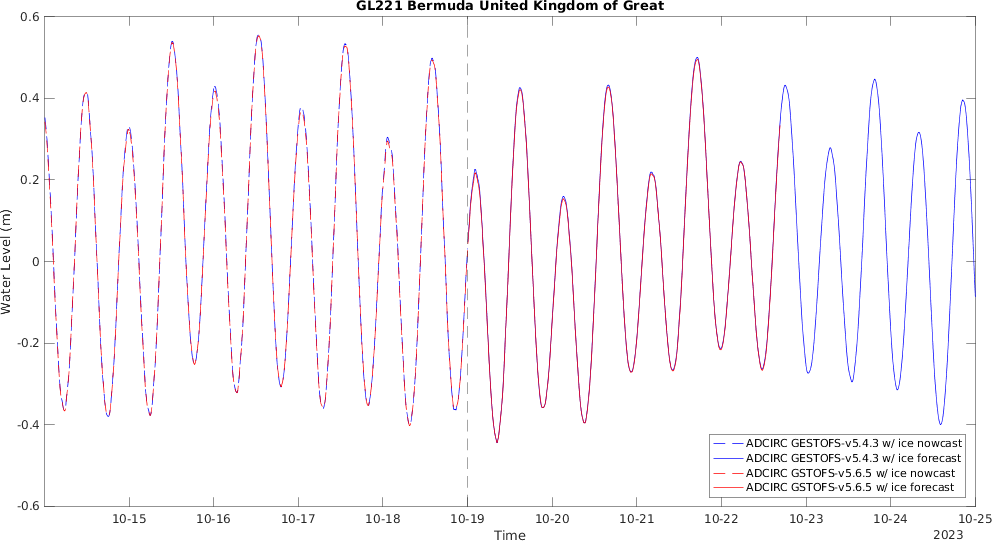 GL221 Bermuda United Kingdom of Great
0.6
0.4
0.2
0
-0.2
-0.4
-0.6
Water Level (m)
10-15 10-16 10-17 10-18 10-19 10-20 10-21 10-22 10-23 10-24 10-25
Time
2023
ADCIRC GESTOFS-v5.4.3 w/ ice nowcast
ADCIRC GESTOFS-v5.4.3 w/ ice forecast
ADCIRC GSTOFS-v5.6.5 w/ ice nowcast
ADCIRC GSTOFS-v5.6.5 w/ ice forecast